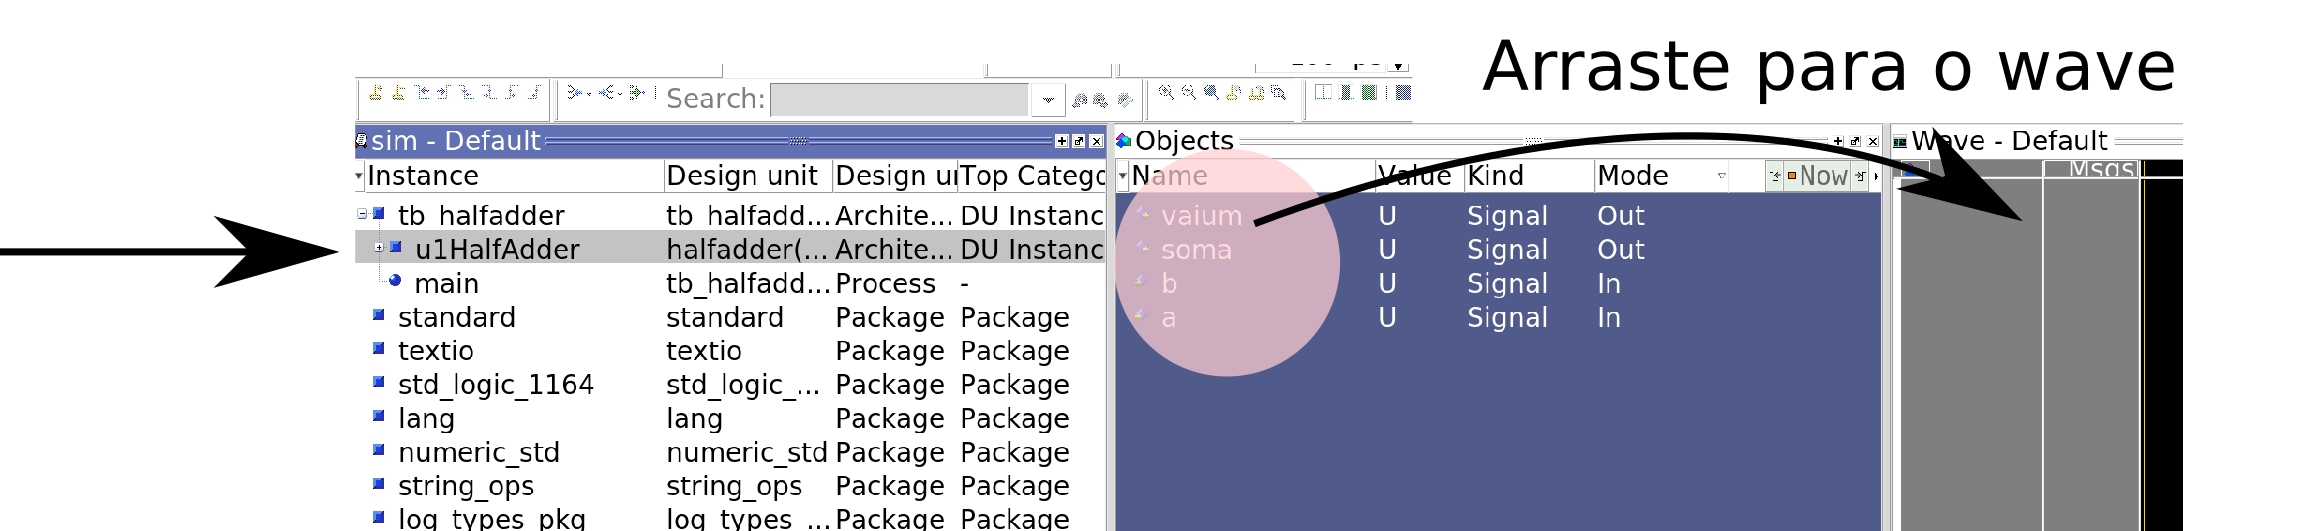 Arraste para o wave
Search:
sim - Default
Objects
Wave - Default
Instance Design unit Top Catego
Name Value Kind Mode Now Msgs
tb_halfadder tb_halfadd... Archite... DU Instanc
vaium U Signal Out
u1HalfAdder halfadder(... Archite... DU Instanc
soma U Signal Out
main tb_halfadd... Process -
b U Signal In
standard standard Package Package
a U Signal In
textio textio Package Package
std_logic_1164 std_logic_... Package Package
lang lang Package Package
numeric_std numeric_std Package Package
string_ops string_ops Package Package
log_types_pkg log_types_... Package Package